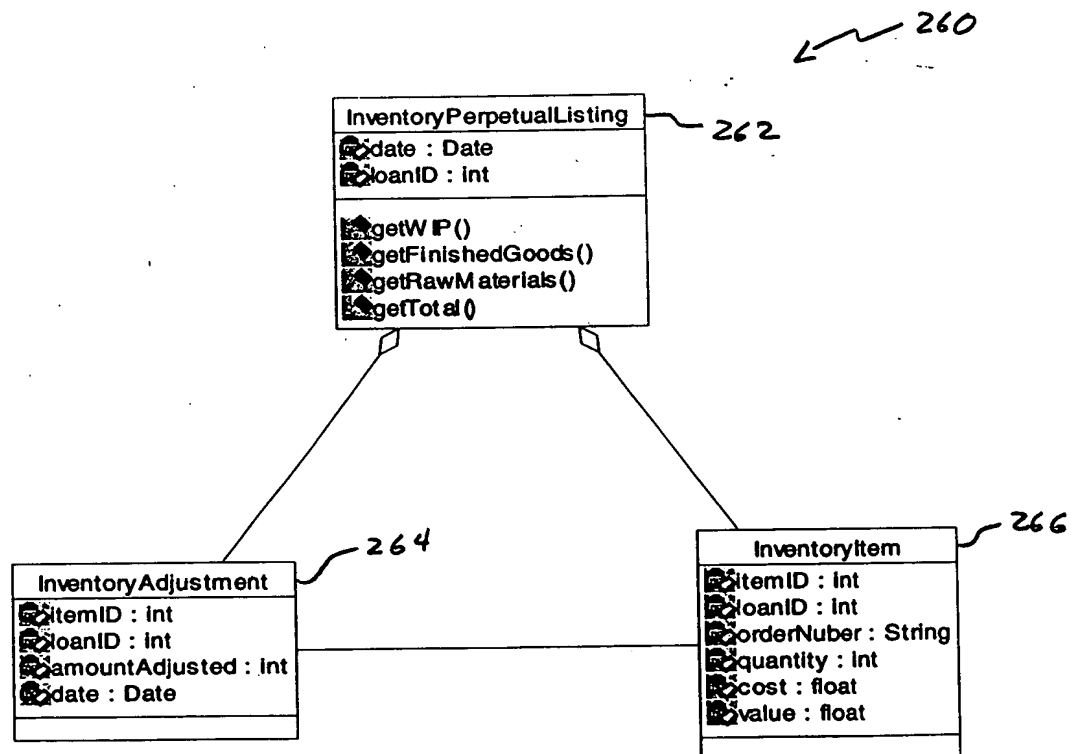 260
InventoryPerpetualListing
262
date : Date
loanID : int
getWIP()
getFinishedGoods()
getRawMaterials()
getTotal()
264
InventoryAdjustment
itemID : int
loanID : int
amountAdjusted : int
date : Date
266
InventoryItem
itemID : int
loanID : int
orderNuber : String
quantity : int
cost : float
value : float